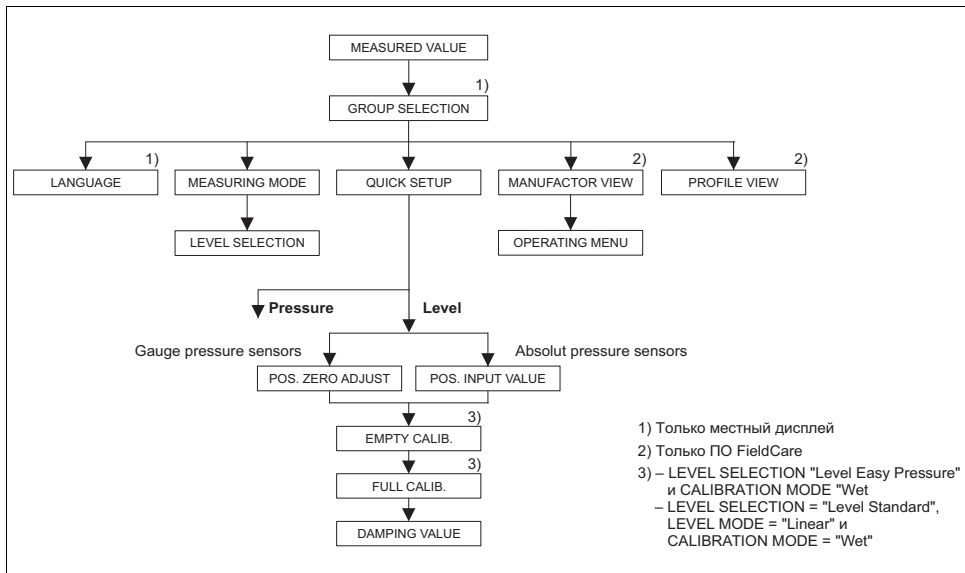 MEASURED VALUE
1)
GROUP SELECTION
1)
2)
2)
LANGUAGE
MEASURING MODE
QUICK SETUP
MANUFACTOR VIEW
PROFILE VIEW
LEVEL SELECTION
OPERATING MENU
Pressure
Level
Gauge pressure sensors
Absolut pressure sensors
POS. ZERO ADJUST
POS. INPUT VALUE
3)
EMPTY CALIB.
3)
FULL CALIB.
DAMPING VALUE
1) Только местный дисплей
2) Только ПО FieldCare
3) – LEVEL SELECTION "Level Easy Pressure"
и CALIBRATION MODE "Wet
– LEVEL SELECTION = "Level Standard",
LEVEL MODE = "Linear" и
CALIBRATION MODE = "Wet"